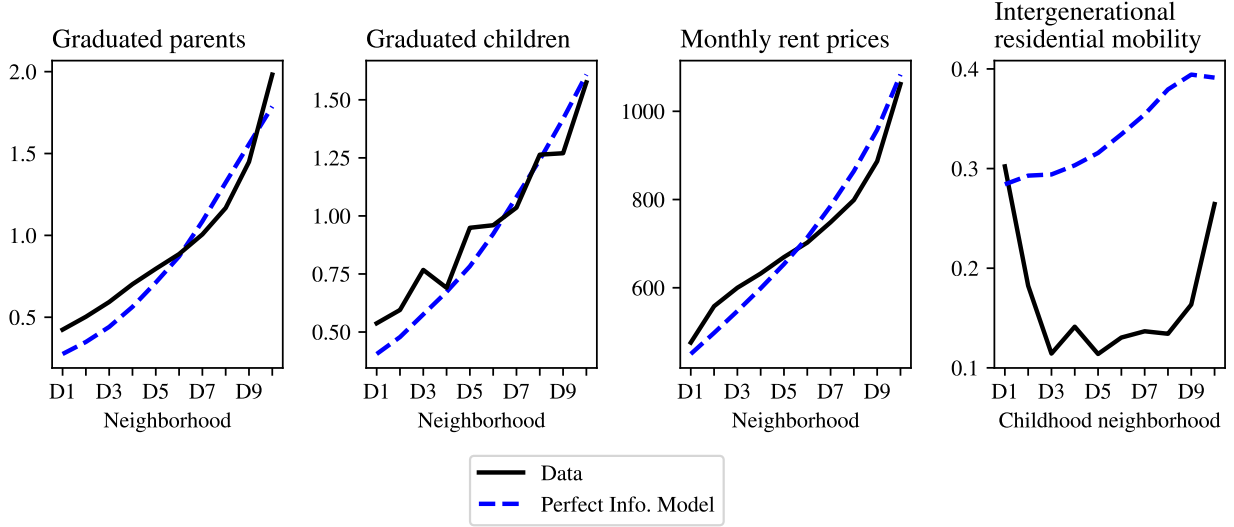 Graduated parents
2.0
1.5
1.0
0.5
D1 D3 D5 D7 D9
Neighborhood
Graduated children
1.50
1.25
1.00
0.75
0.50
D1 D3 D5 D7 D9
Neighborhood
Monthly rent prices
1000
800
600
D1 D3 D5 D7 D9
Neighborhood
Intergenerational
residential mobility
0.4
0.3
0.2
0.1
D1 D3 D5 D7 D9
Childhood neighborhood
Data
Perfect Info. Model